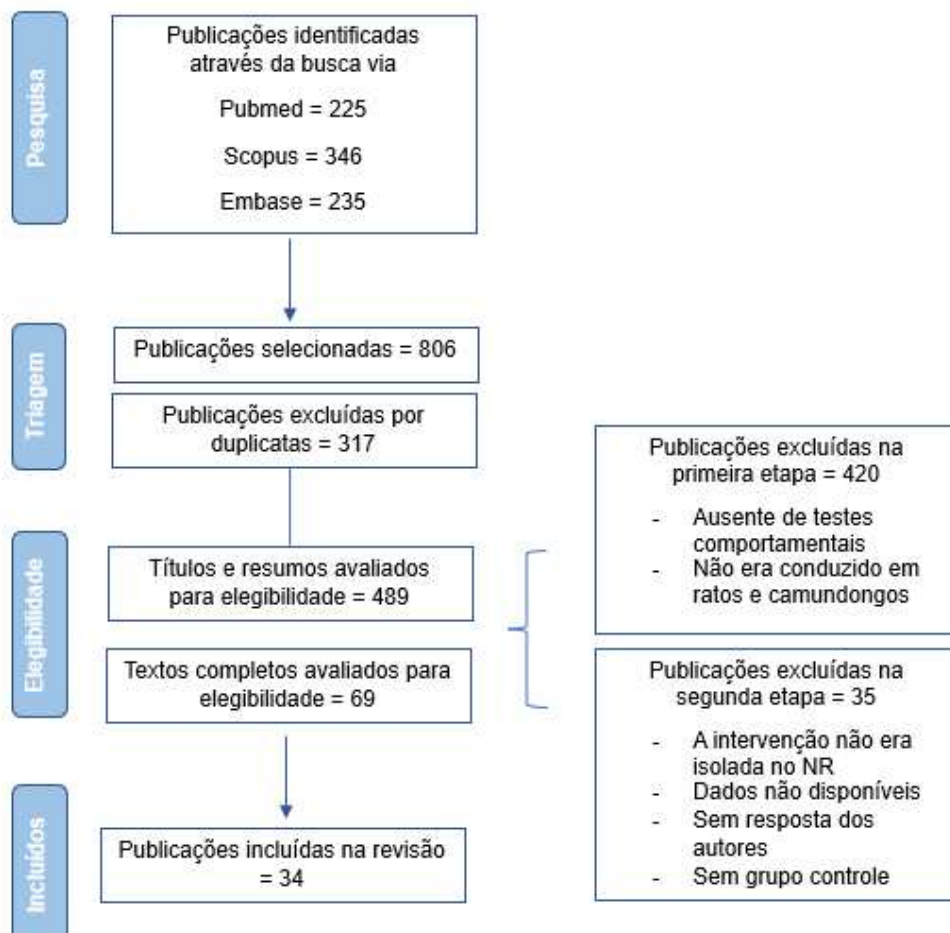 Pesquisa
Publicações identificadas
através da busca via
Pubmed = 225
Scopus = 346
Embase = 235
Triagem
Publicações selecionadas = 806
Publicações excluídas por
duplicatas = 317
Elegibilidade
Títulos e resumos avaliados
para elegibilidade = 489
Textos completos avaliados para
elegibilidade = 69
Publicações excluídas na
primeira etapa = 420
- Ausente de testes
comportamentais
- Não era conduzido em
ratos e camundongos
Publicações excluídas na
segunda etapa = 35
- A intervenção não era
isolada no NR
- Dados não disponíveis
- Sem resposta dos
autores
- Sem grupo controle
Incluídos
Publicações incluídas na revisão
= 34